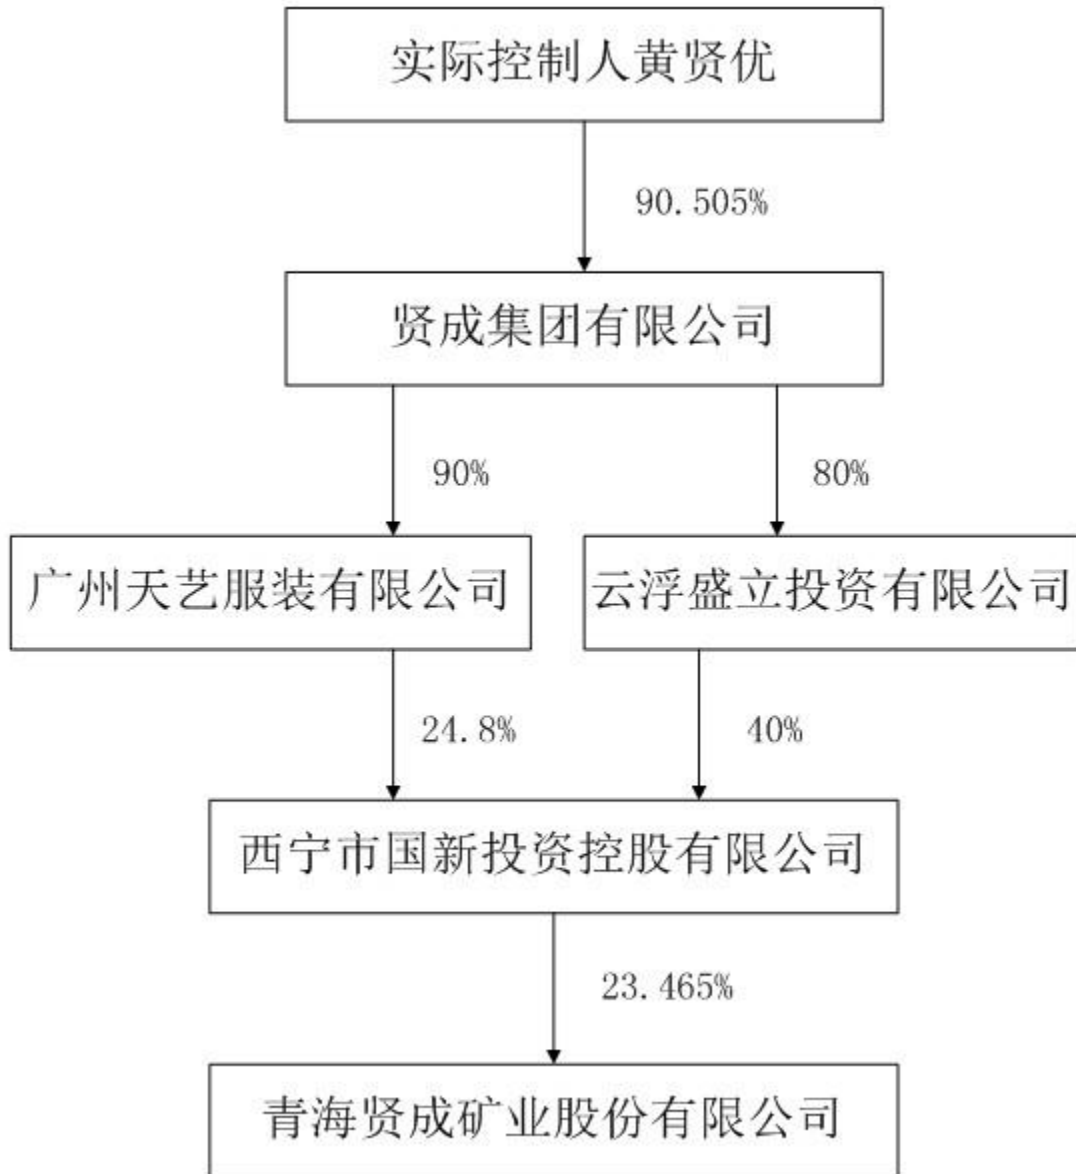 实际控制人黄贤优
90.505%
贤成集团有限公司
90%
80%
广州天艺服装有限公司
云浮盛立投资有限公司
24.8%
40%
西宁市国新投资控股有限公司
23.465%
青海贤成矿业股份有限公司